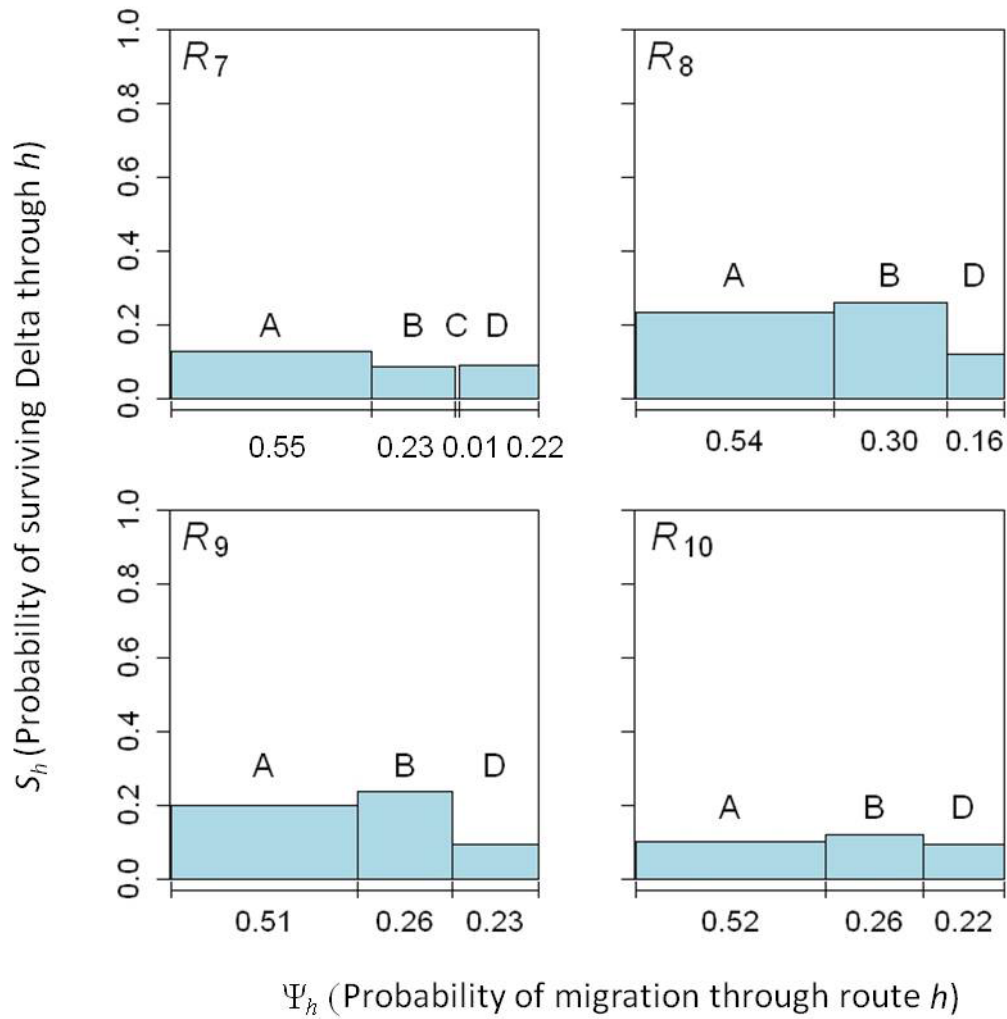 S_h (Probability of surviving Delta through h)
R7
1.0
0.8
0.6
0.4
0.2
0.0
A B C D
0.55 0.23 0.01 0.22
R8
A B D
0.54 0.30 0.16
R9
1.0
0.8
0.6
0.4
0.2
0.0
A B D
0.51 0.26 0.23
R10
A B D
0.52 0.26 0.22
Ψ_h (Probability of migration through route h)